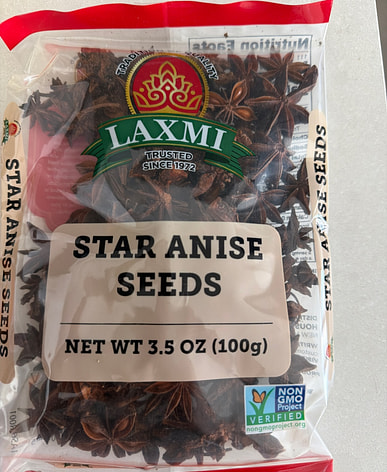 TRADITION QUALITY
LAXMI
TRUSTED
SINCE 1972
STAR ANISE
SEEDS
NET WT 3.5 OZ (100g)
STAR ANISE SEEDS
STAR ANISE SEEDS
Nutrition Facts
NON
GMO
Project
VERIFIED
nongmoproject.org